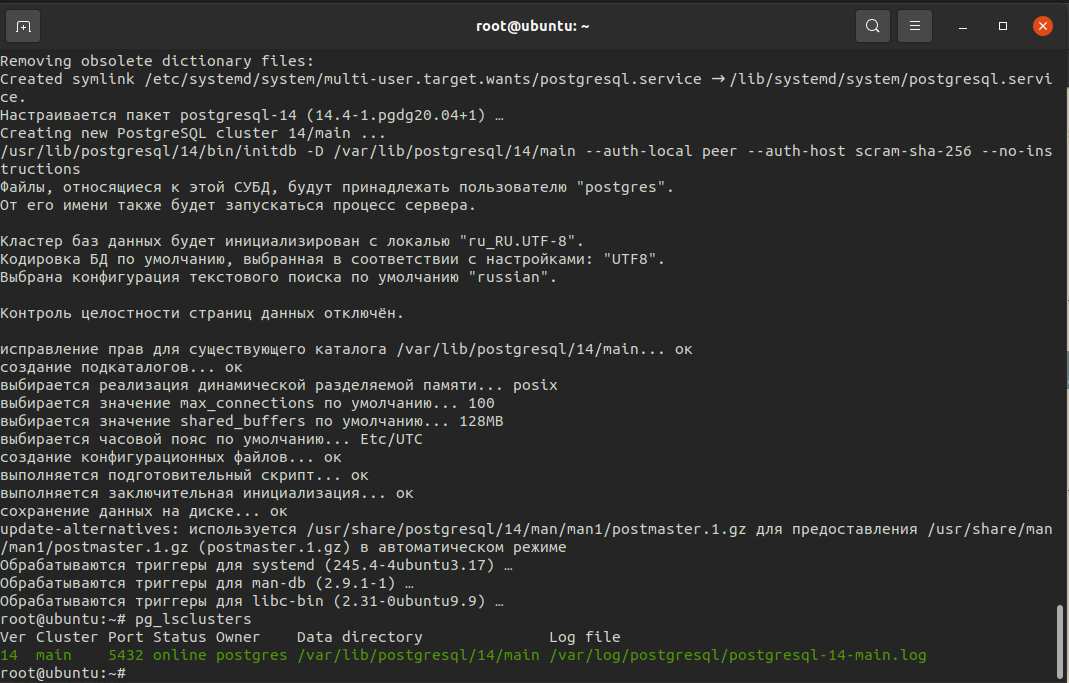 root@ubuntu: ~
Removing obsolete dictionary files:
Created symlink /etc/systemd/system/multi-user.target.wants/postgresql.service → /lib/systemd/system/postgresql.servi
ce.
Настраивается пакет postgresql-14 (14.4-1.pgdg20.04+1) …
Creating new PostgreSQL cluster 14/main ...
/usr/lib/postgresql/14/bin/initdb -D /var/lib/postgresql/14/main --auth-local peer --auth-host scram-sha-256 --no-ins
tructions
Файлы, относящиеся к этой СУБД, будут принадлежать пользователю "postgres".
От его имени также будет запускаться процесс сервера.
Кластер баз данных будет инициализирован с локалью "ru_RU.UTF-8".
Кодировка БД по умолчанию, выбранная в соответствии с настройками: "UTF8".
Выбрана конфигурация текстового поиска по умолчанию "russian".
Контроль целостности страниц данных отключён.
исправление прав для существующего каталога /var/lib/postgresql/14/main... ок
создание подкаталогов... ок
выбирается реализация динамической разделяемой памяти... posix
выбирается значение max_connections по умолчанию... 100
выбирается значение shared_buffers по умолчанию... 128MB
выбирается часовой пояс по умолчанию... Etc/UTC
создание конфигурационных файлов... ок
выполняется подготовительный скрипт... ок
выполняется заключительная инициализация... ок
сохранение данных на диске... ок
update-alternatives: используется /usr/share/postgresql/14/man/man1/postmaster.1.gz для предоставления /usr/share/man
/man1/postmaster.1.gz (postmaster.1.gz) в автоматическом режиме
Обрабатываются триггеры для systemd (245.4-4ubuntu3.17) …
Обрабатываются триггеры для man-db (2.9.1-1) …
Обрабатываются триггеры для libc-bin (2.31-0ubuntu9.9) …
root@ubuntu:~# pg_lsclusters
Ver Cluster Port Status Owner    Data directory              Log file
14  main    5432 online postgres /var/lib/postgresql/14/main /var/log/postgresql/postgresql-14-main.log
root@ubuntu:~#